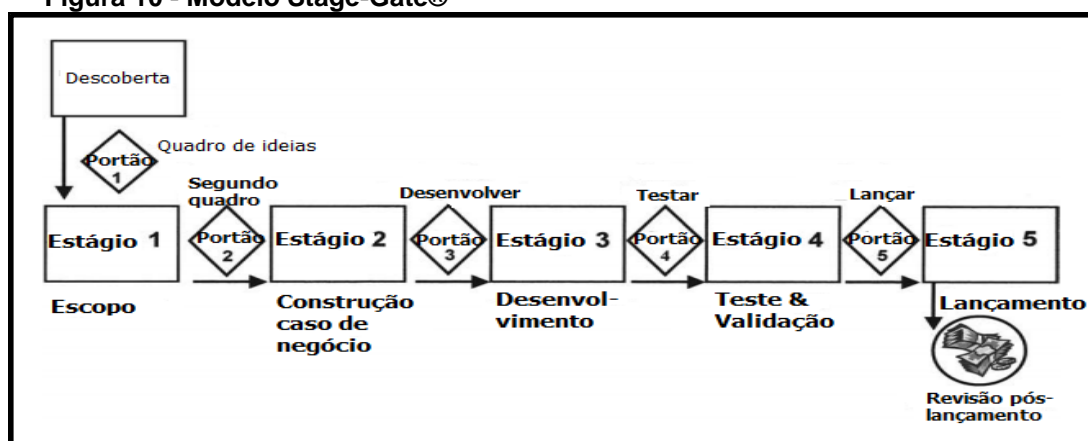 Figura 10 - Modelo Stage-Gate®
Descoberta
Portão
1
Quadro de ideias
Segundo
quadro
Desenvolver
Testar
Lançar
Estágio 1
Portão
2
Estágio 2
Portão
3
Estágio 3
Portão
4
Estágio 4
Portão
5
Estágio 5
Escopo
Construção
caso de
negócio
Desenvol-
vimento
Teste &
Validação
Lançamento
Revisão pós-
lançamento